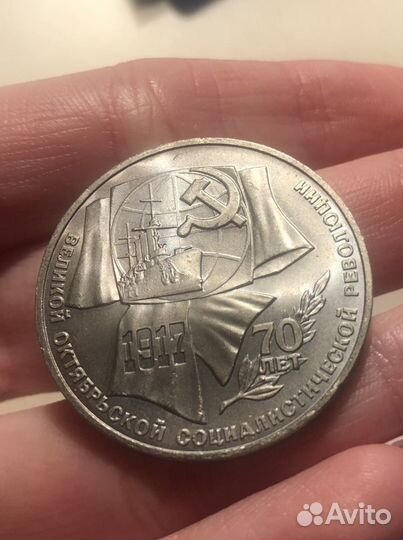 ВЕЛИКОЙ ОКТЯБРЬСКОЙ СОЦИАЛИСТИЧЕСКОЙ РЕВОЛЮЦИИ
1917
70
ЛЕТ
Avito